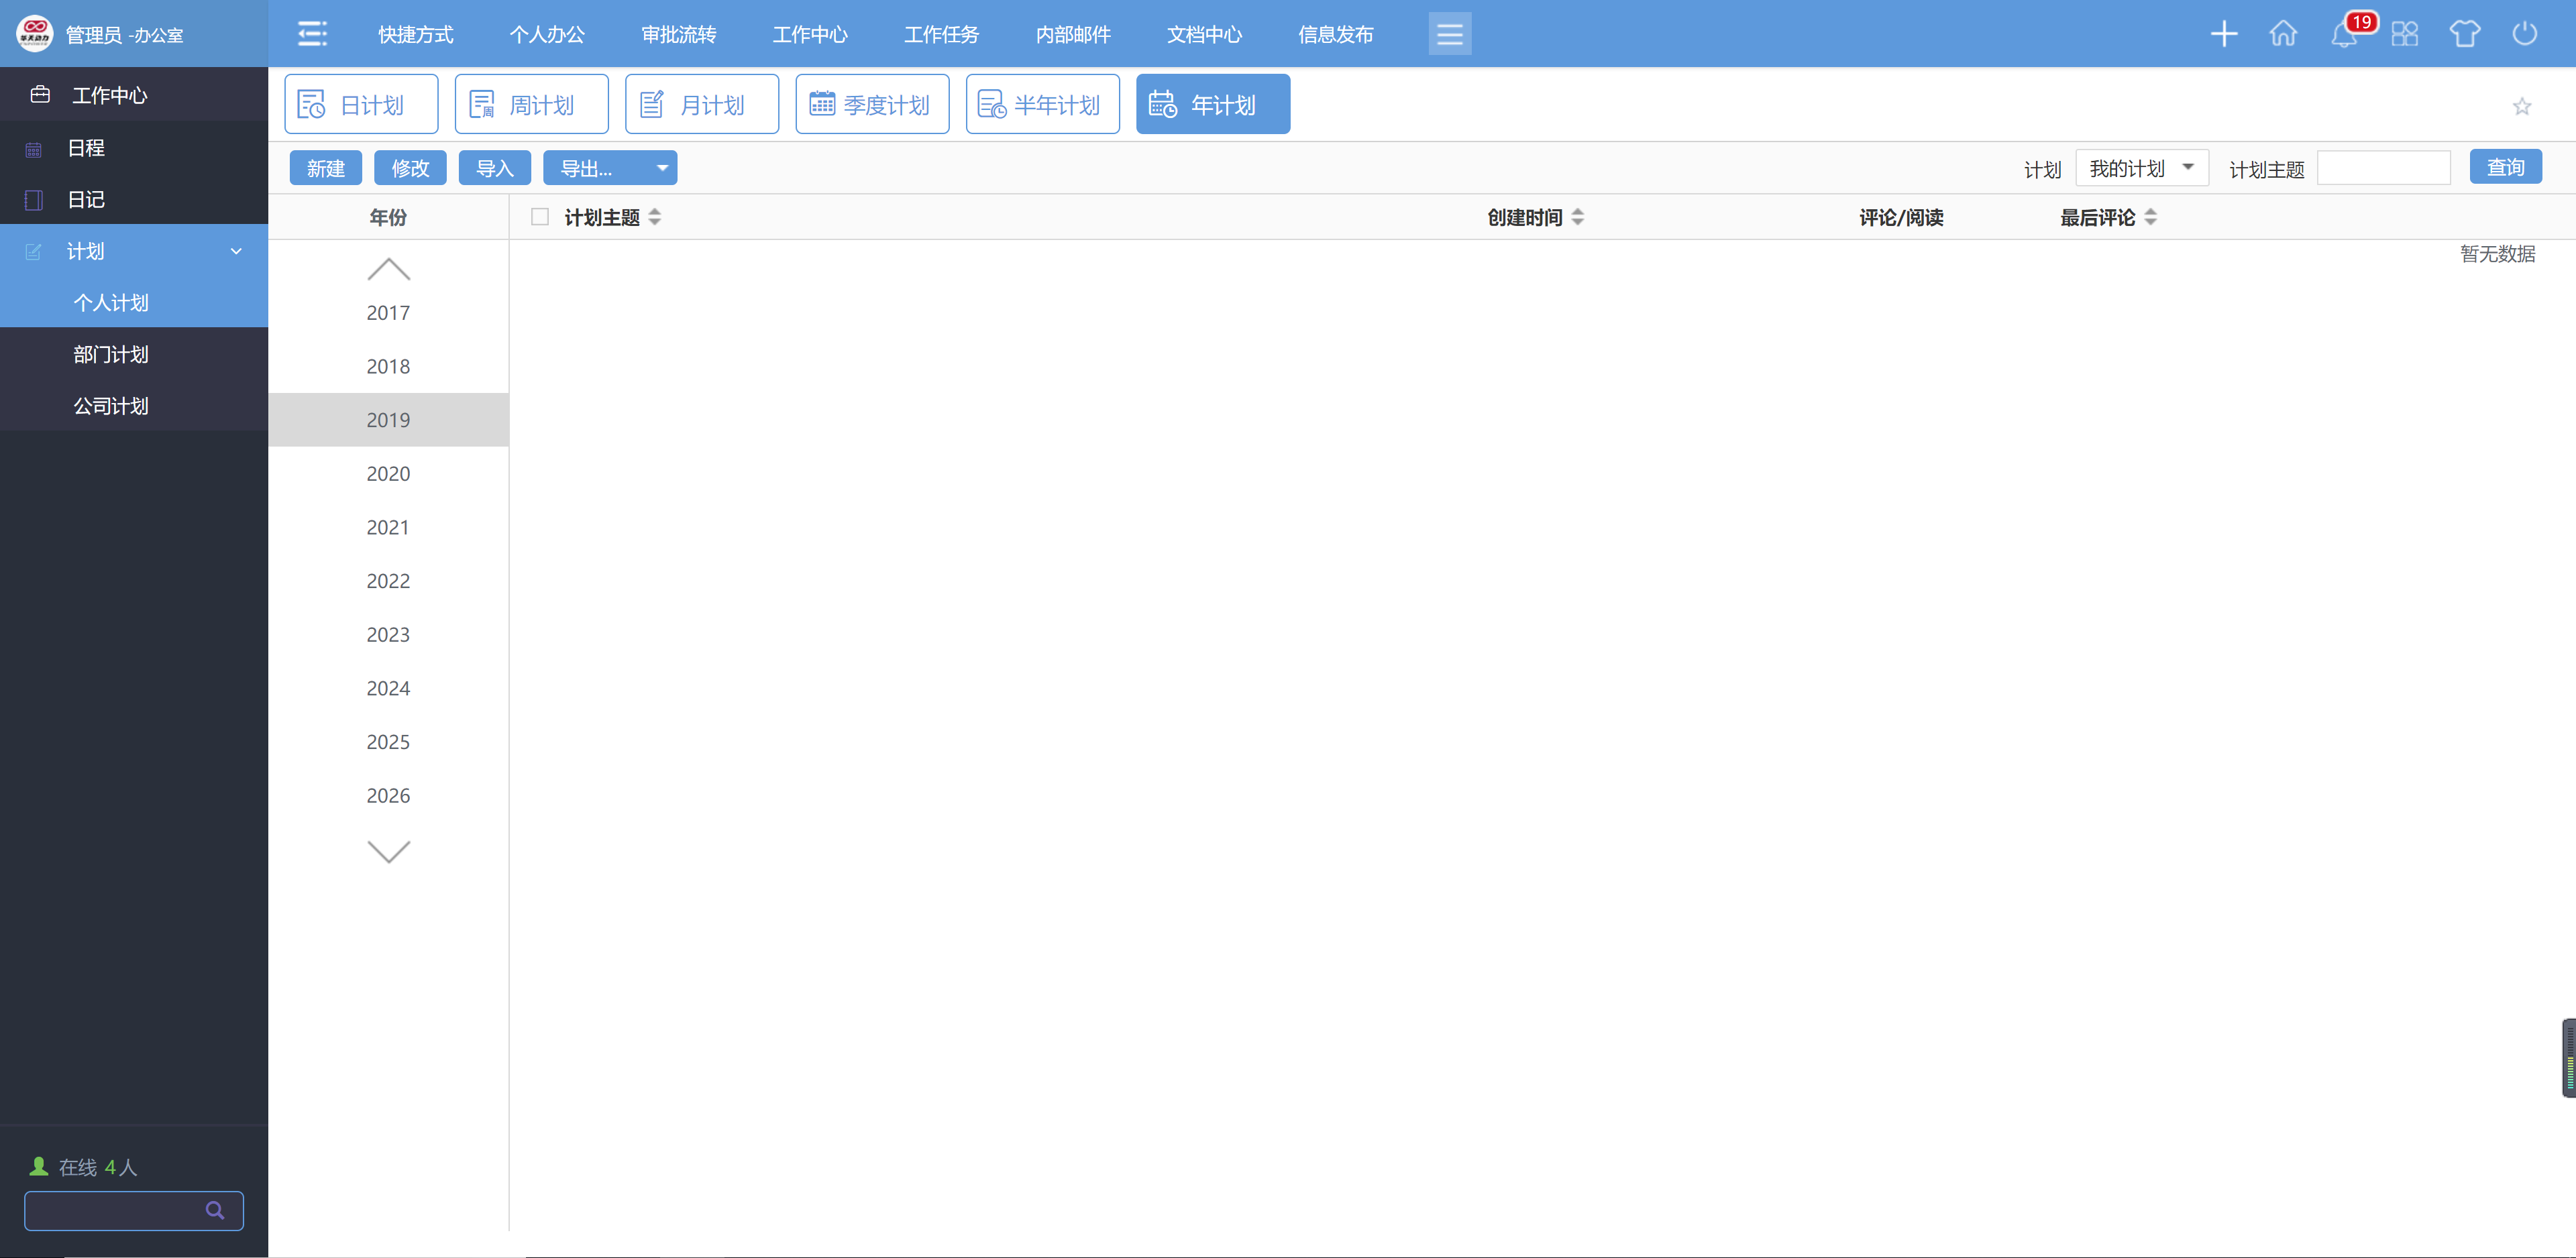 管理员 -办公室
快捷方式 个人办公 审批流转 工作中心 工作任务 内部邮件 文档中心 信息发布 19
工作中心
日程
日记
计划
个人计划
部门计划
公司计划
日计划 周 周计划 月计划 季度计划 半年计划 年计划
新建 修改 导入 导出... 计划 我的计划 计划主题 查询
年份 计划主题 创建时间 评论/阅读 最后评论
暂无数据
2017
2018
2019
2020
2021
2022
2023
2024
2025
2026
在线 4人